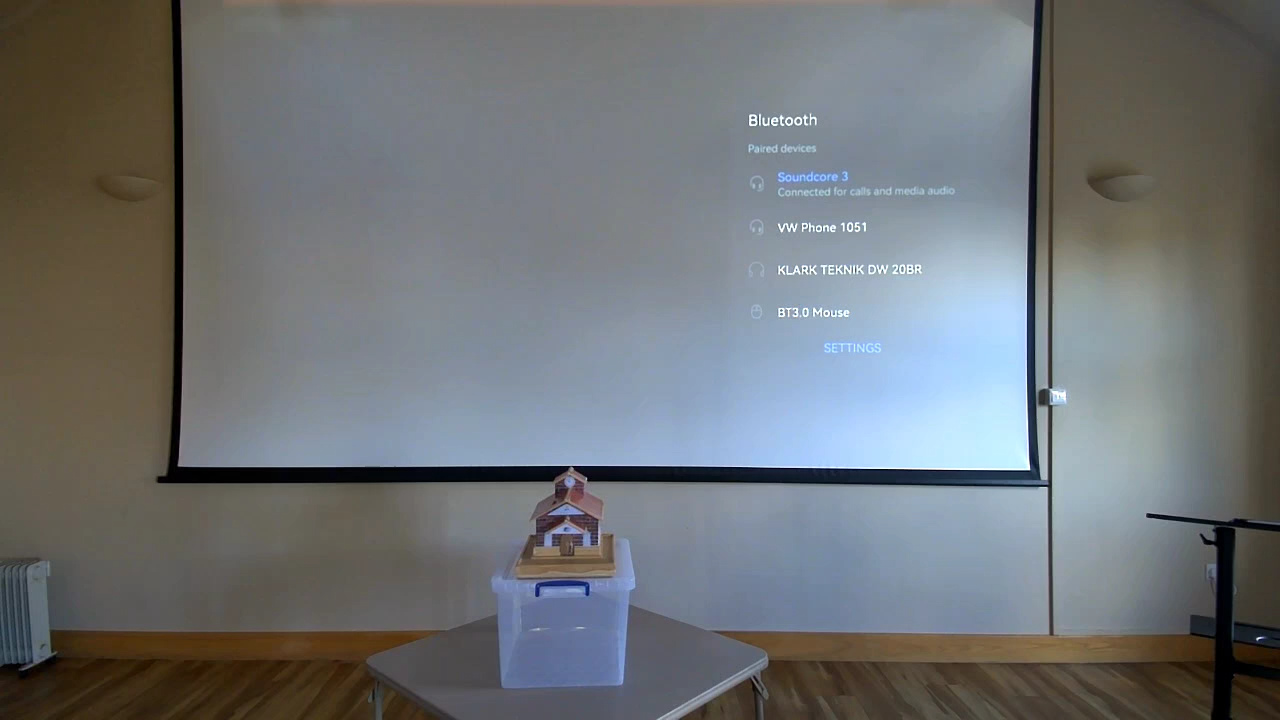 Bluetooth
Paired devices
Soundcore 3
Connected for calls and media audio
VW Phone 1051
KLARK TEKNIK DW 20BR
BT3.0 Mouse
SETTINGS